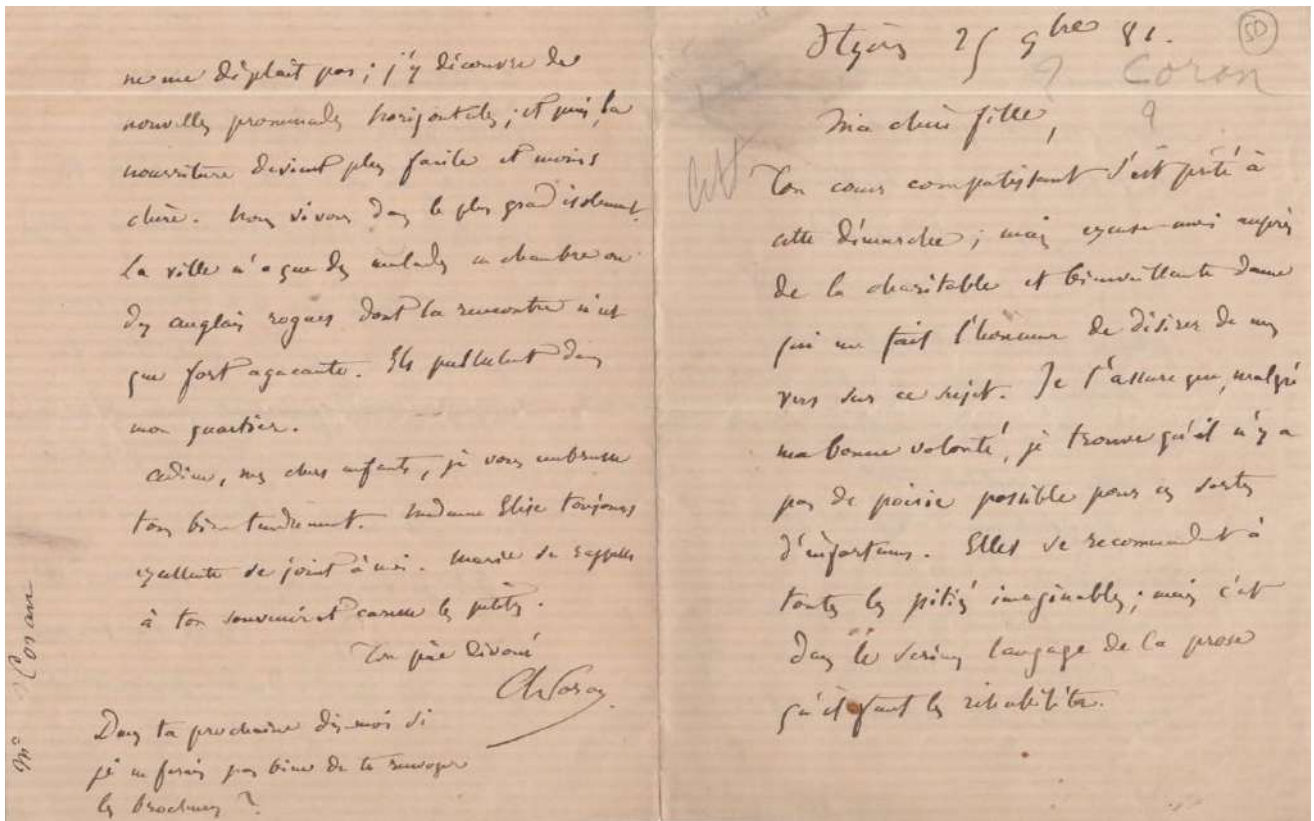 Hyères 25 9bre 81.
50
Coran
?
?
Ma chère fille,
Ton cœur compatissant s'est prêté à
cette démarche ; mais excuse-moi auprès
de la charitable et bienveillante dame
qui me fait l'honneur de désirer de mes
vers sur ce sujet. Je t'assure que, malgré
ma bonne volonté, je trouve qu'il n'y a
pas de poésie possible pour ces sortes
d'infortunes. Elles se recommandent à
toutes les pitiés imaginables ; mais c'est
dans le sérieux langage de la prose
qu'il faut les réhabiliter.
ne me déplait pas ; j'y découvre de
nouvelles promenades horizontales ; et puis, la
nourriture devient plus facile et moins
chère. Nous vivons dans le plus grand isolement.
La ville n'a que des malades en chambre ou
des anglais rogues dont la rencontre n'est
que fort agaçante. Ils pullulent dans
mon quartier.
Adieu, mes chers enfants, je vous embrasse
tous bien tendrement. Madame Elise toujours
excellente se joint à moi. Marie se rappelle
à ton souvenir et caresse les petites.
Ton père dévoué
Ch Coran
Dans ta prochaine dis-moi si
je ne ferais pas bien de te renvoyer
les brochures ?
Coran